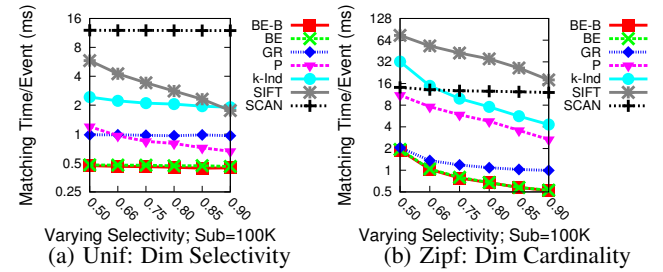 Matching Time/Event (ms)
16
8
4
2
1
0.5
0.25
0.50
0.66
0.75
0.80
0.83
0.90
Varying Selectivity; Sub=100K
BE-B
BE
GR
P
k-Ind
SIFT
SCAN
(a) Unif: Dim Selectivity
Matching Time/Event (ms)
128
64
32
16
8
4
2
1
0.5
0.50
0.66
0.75
0.80
0.83
0.90
Varying Selectivity; Sub=100K
BE-B
BE
GR
P
k-Ind
SIFT
SCAN
(b) Zipf: Dim Cardinality